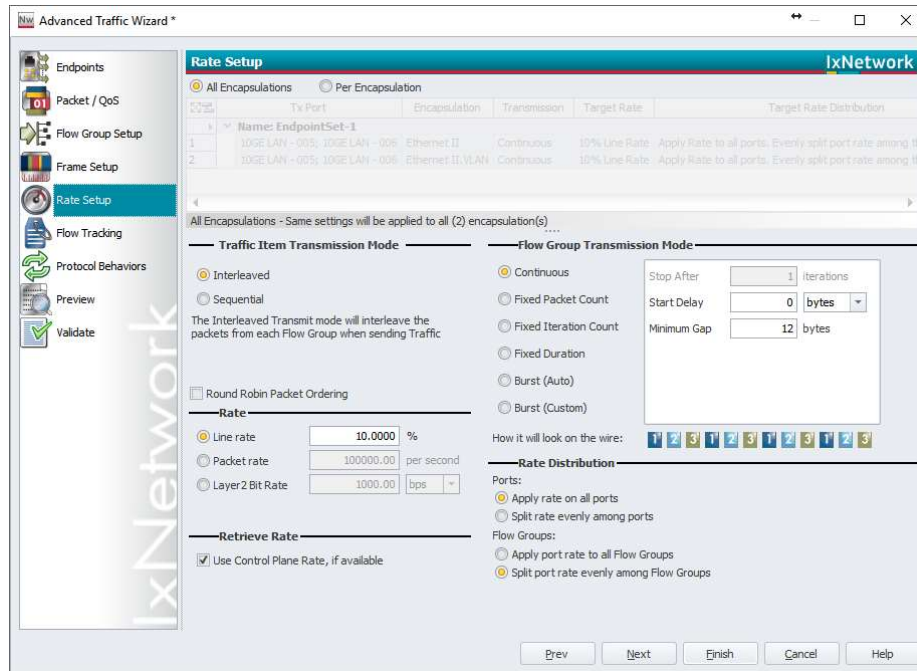 Nw Advanced Traffic Wizard *
Endpoints
Packet / QoS
Flow Group Setup
Frame Setup
Rate Setup
Flow Tracking
Protocol Behaviors
Preview
Validate
IxNetwork
Rate Setup IxNetwork
All Encapsulations Per Encapsulation
Tx Port Encapsulation Transmission Target Rate Target Rate Distribution
Name: EndpointSet-1
1 10GE LAN - 005; 10GE LAN - 006 Ethernet II Continuous 10% Line Rate Apply Rate to all ports. Evenly split port rate among
2 10GE LAN - 005; 10GE LAN - 006 Ethernet II.VLAN Continuous 10% Line Rate Apply Rate to all ports. Evenly split port rate among
All Encapsulations - Same settings will be applied to all (2) encapsulation(s)
Traffic Item Transmission Mode
Interleaved
Sequential
The Interleaved Transmit mode will interleave the
packets from each Flow Group when sending Traffic
Round Robin Packet Ordering
Rate
Line rate 10.0000 %
Packet rate 100000.00 per second
Layer2 Bit Rate 1000.00 bps
Retrieve Rate
Use Control Plane Rate, if available
Flow Group Transmission Mode
Continuous
Fixed Packet Count
Fixed Iteration Count
Fixed Duration
Burst (Auto)
Burst (Custom)
Stop After 1 iterations
Start Delay 0 bytes
Minimum Gap 12 bytes
How it will look on the wire: 1 2 3 1 2 3 1 2 3 1 2 3
Rate Distribution
Ports:
Apply rate on all ports
Split rate evenly among ports
Flow Groups:
Apply port rate to all Flow Groups
Split port rate evenly among Flow Groups
Prev Next Finish Cancel Help